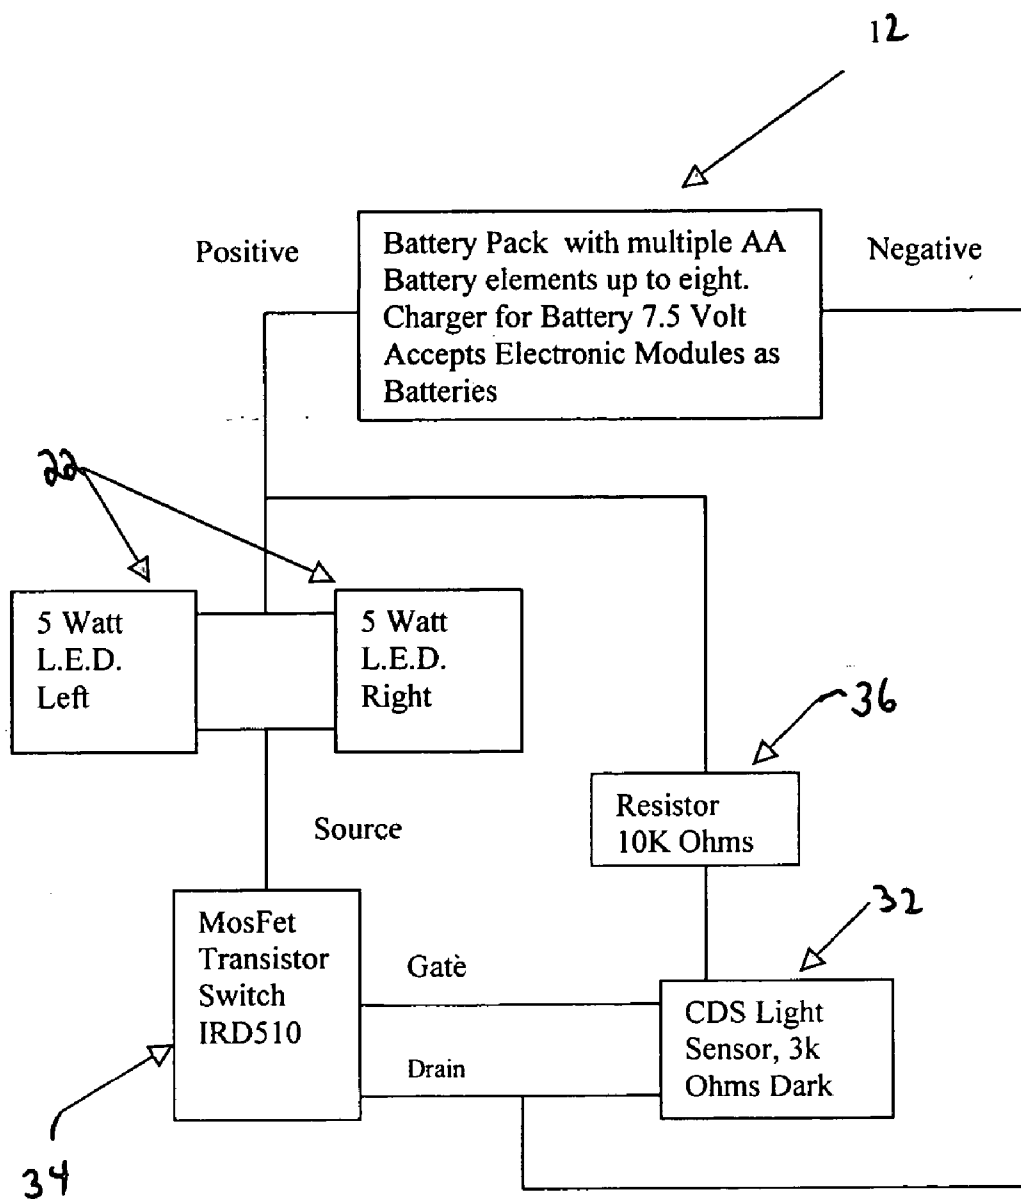 12
Positive
Battery Pack with multiple AA
Battery elements up to eight.
Charger for Battery 7.5 Volt
Accepts Electronic Modules as
Batteries
Negative
22
5 Watt
L.E.D.
Left
5 Watt
L.E.D.
Right
36
Resistor
10K Ohms
Source
32
MosFet
Transistor
Switch
IRD510
Gate
Drain
CDS Light
Sensor, 3k
Ohms Dark
34